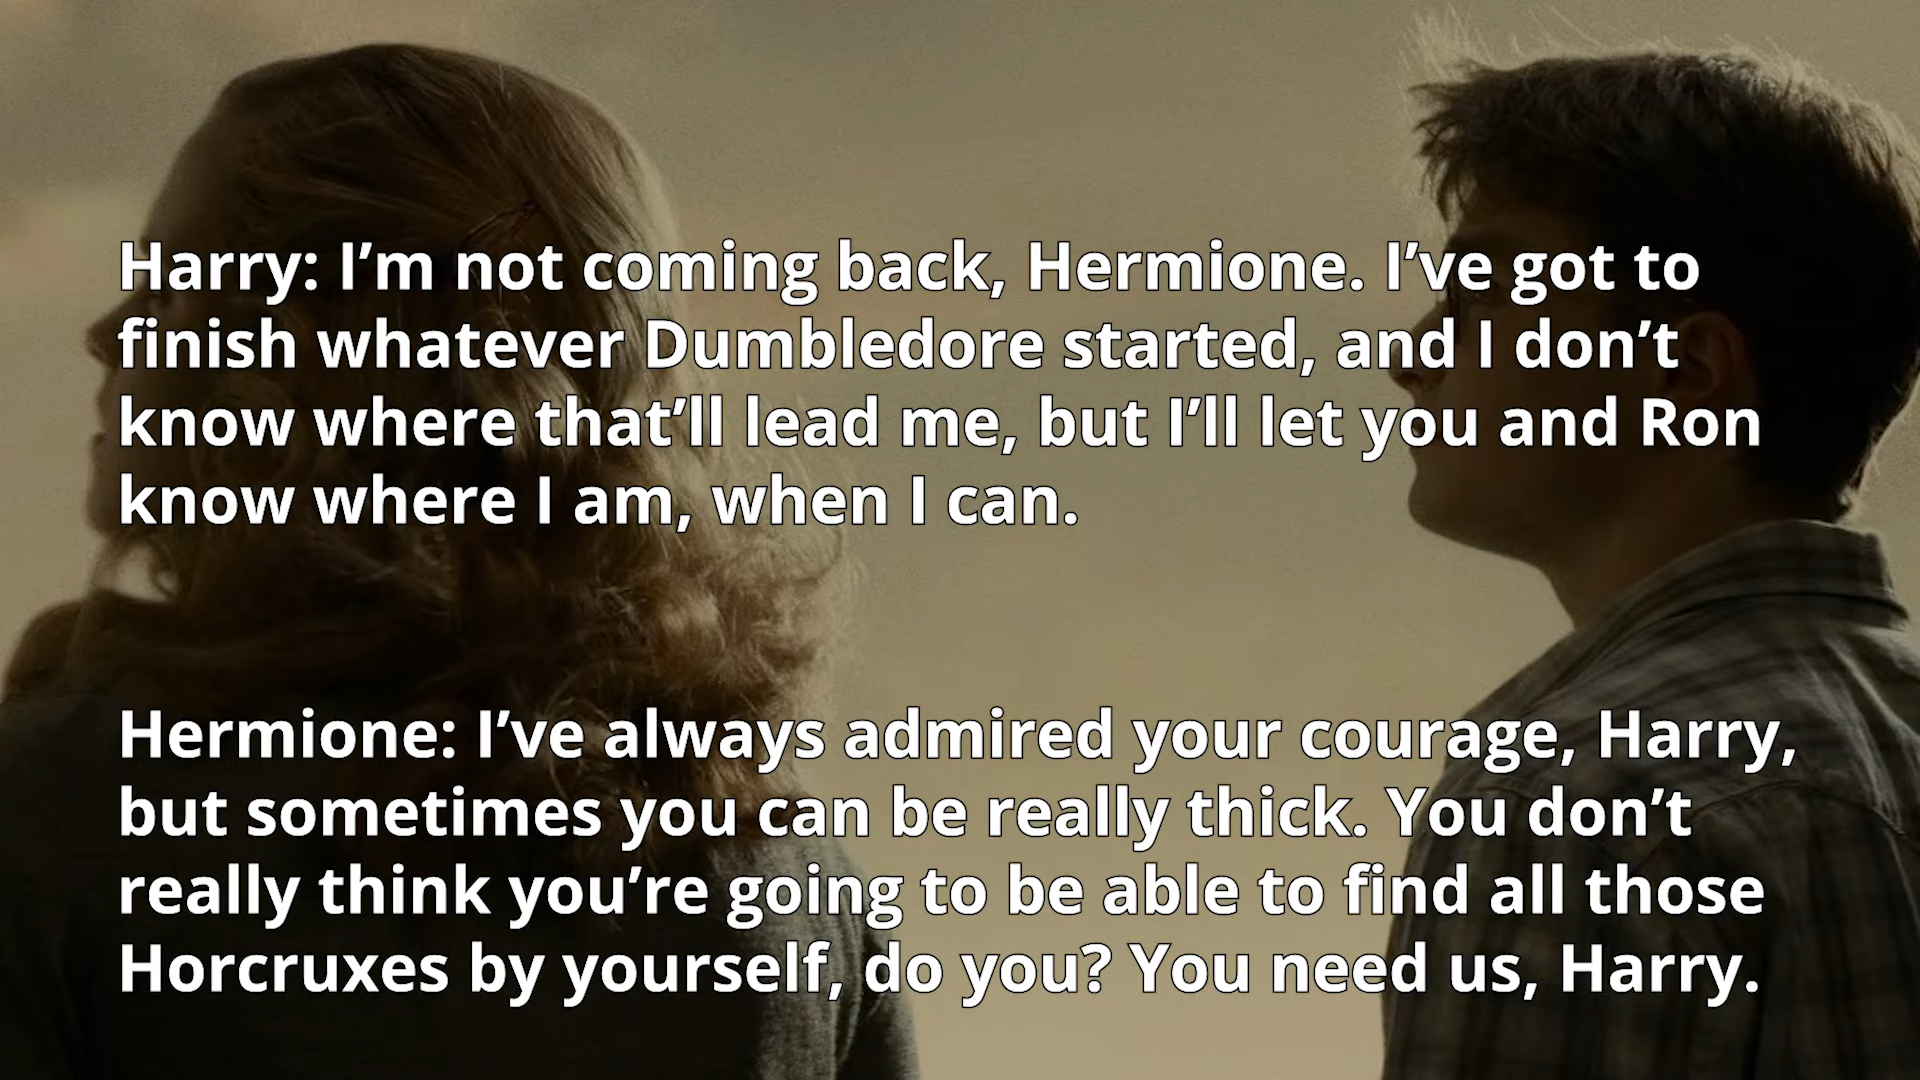 Harry: I’m not coming back, Hermione. I’ve got to
finish whatever Dumbledore started, and I don’t
know where that’ll lead me, but I’ll let you and Ron
know where I am, when I can.
Hermione: I’ve always admired your courage, Harry,
but sometimes you can be really thick. You don’t
really think you’re going to be able to find all those
Horcruxes by yourself, do you? You need us, Harry.